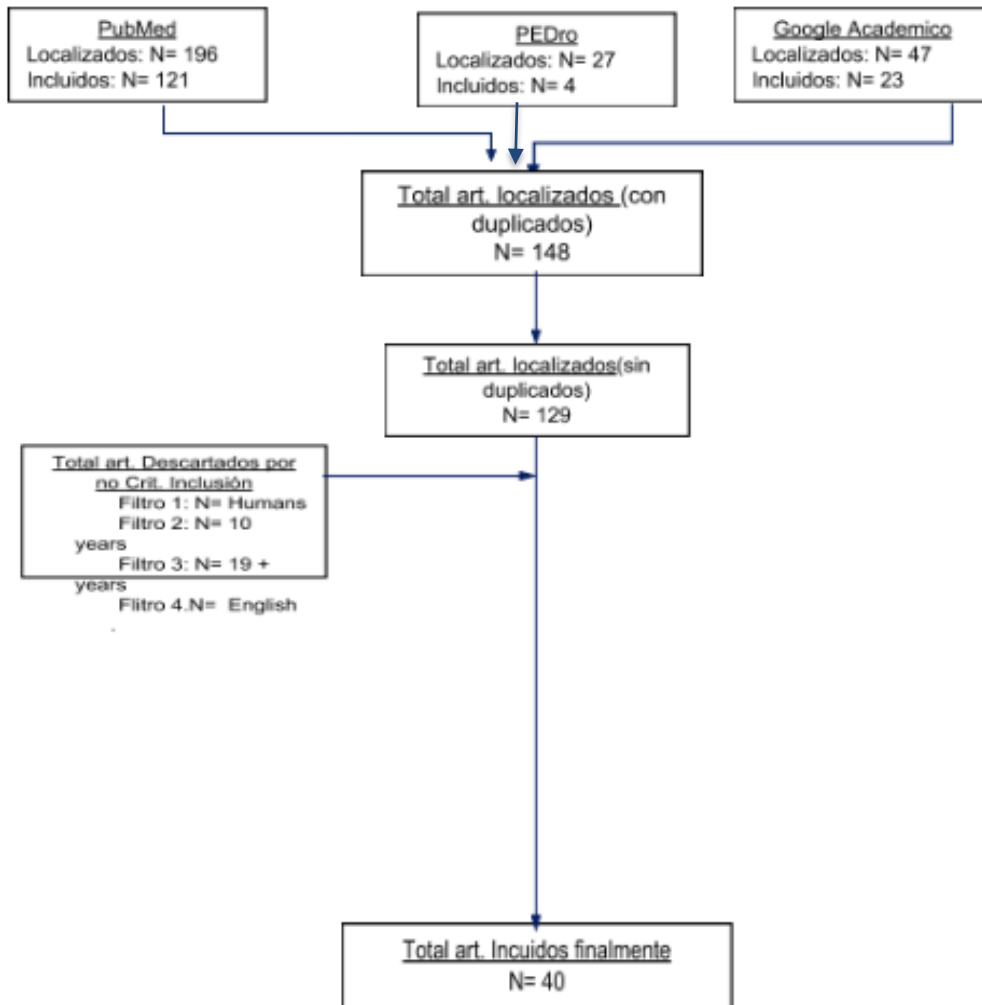 PubMed
Localizados: N= 196
Incluidos: N= 121
PEDro
Localizados: N= 27
Incluidos: N= 4
Google Academico
Localizados: N= 47
Incluidos: N= 23
Total art. localizados (con
duplicados)
N= 148
Total art. localizados(sin
duplicados)
N= 129
Total art. Descartados por
no Crit. Inclusión
Filtro 1: N= Humans
Filtro 2: N= 10
years
Filtro 3: N= 19 +
years
Flitro 4.N= English
.
Total art. Incuidos finalmente
N= 40